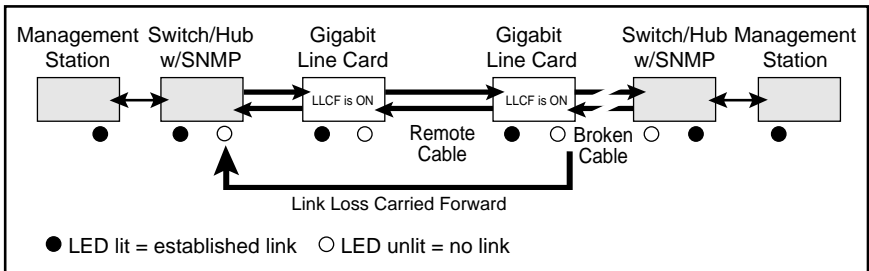 Management Station
Switch/Hub w/SNMP
Gigabit Line Card
Gigabit Line Card
Switch/Hub w/SNMP
Management Station
LLCF is ON
LLCF is ON
Remote Cable
Broken Cable
Link Loss Carried Forward
LED lit = established link
LED unlit = no link